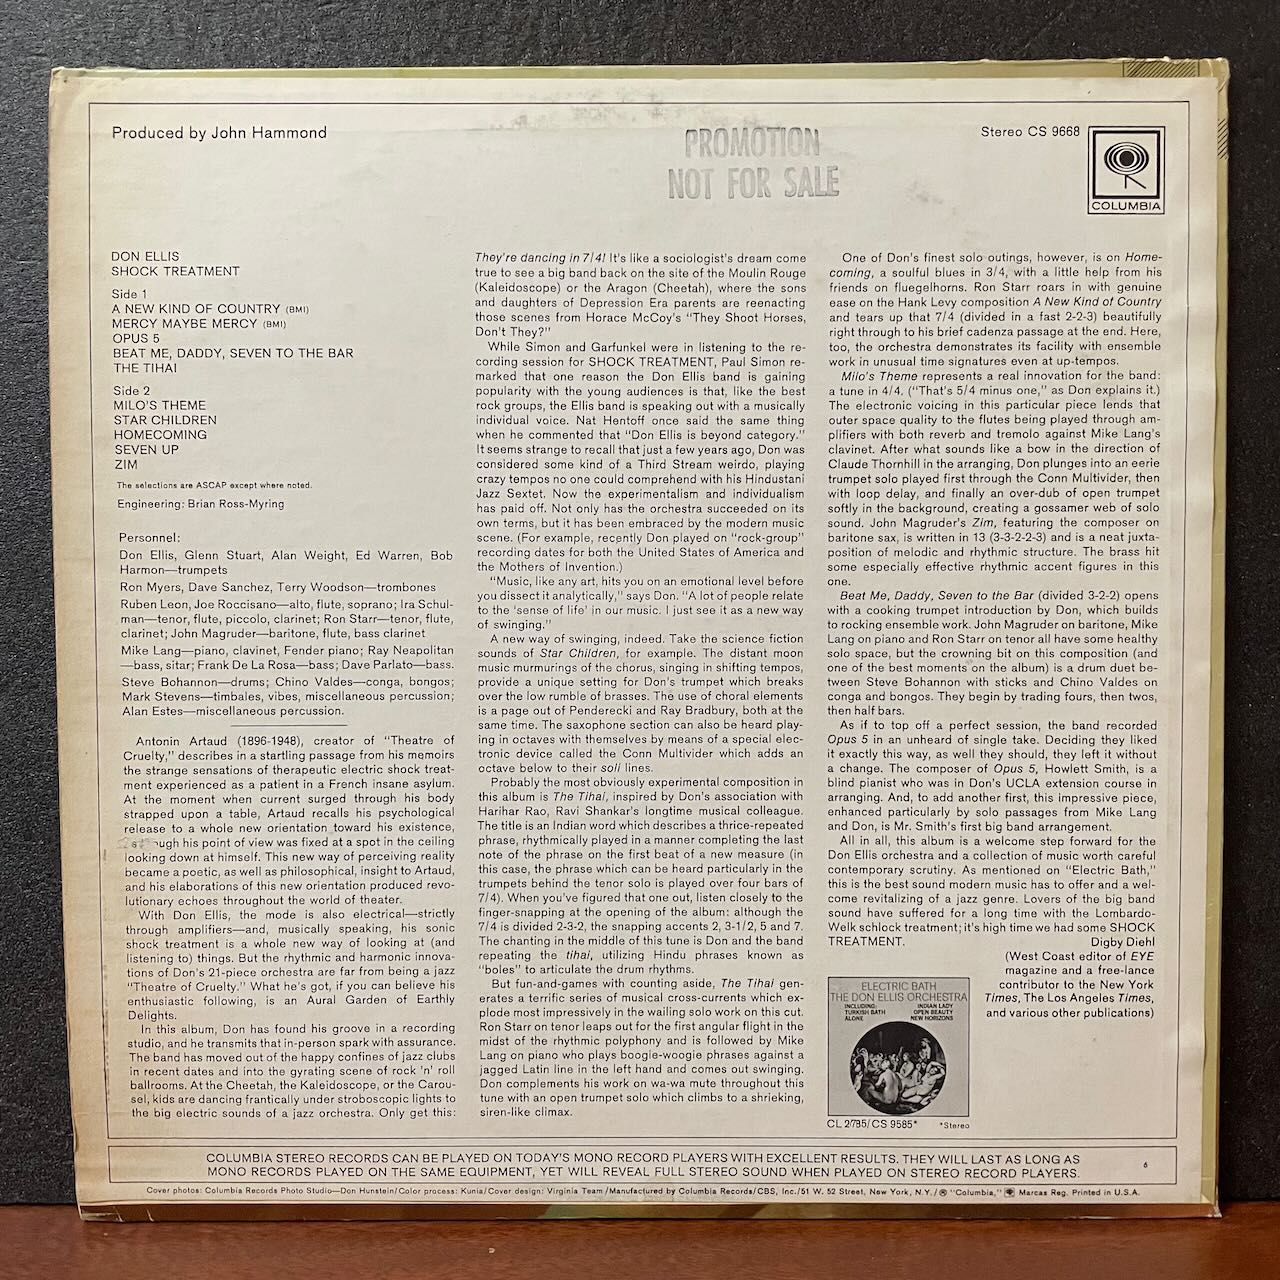 Produced by John Hammond
PROMOTION
NOT FOR SALE
Stereo CS 9668
COLUMBIA
DON ELLIS
SHOCK TREATMENT
Side 1
A NEW KIND OF COUNTRY (BMI)
MERCY MAYBE MERCY (BMI)
OPUS 5
BEAT ME, DADDY, SEVEN TO THE BAR
THE TIHAI
Side 2
MILO'S THEME
STAR CHILDREN
HOMECOMING
SEVEN UP
ZIM
The selections are ASCAP except where noted.
Engineering: Brian Ross-Myring
Personnel:
Don Ellis, Glenn Stuart, Alan Weight, Ed Warren, Bob
Harmon—trumpets
Ron Myers, Dave Sanchez, Terry Woodson—trombones
Ruben Leon, Joe Roccisano—alto, flute, soprano; Ira Schul-
man—tenor, flute, piccolo, clarinet; Ron Starr—tenor, flute,
clarinet; John Magruder—baritone, flute, bass clarinet
Mike Lang—piano, clavinet, Fender piano; Ray Neapolitan
—bass, sitar; Frank De La Rosa—bass; Dave Parlato—bass.
Steve Bohannon—drums; Chino Valdes—conga, bongos;
Mark Stevens—timbales, vibes, miscellaneous percussion;
Alan Estes—miscellaneous percussion.
Antonin Artaud (1896-1948), creator of "Theatre of
Cruelty," describes in a startling passage from his memoirs
the strange sensations of therapeutic electric shock treat-
ment experienced as a patient in a French insane asylum.
At the moment when current surged through his body
strapped upon a table, Artaud recalls his psychological
release to a whole new orientation toward his existence,
his point of view was fixed at a spot in the ceiling
looking down at himself. This new way of perceiving reality
became a poetic, as well as philosophical, insight to Artaud,
and his elaborations of this new orientation produced revo-
lutionary echoes throughout the world of theater.
With Don Ellis, the mode is also electrical—strictly
through amplifiers—and, musically speaking, his sonic
shock treatment is a whole new way of looking at (and
listening to) things. But the rhythmic and harmonic innova-
tions of Don's 21-piece orchestra are far from being a jazz
"Theatre of Cruelty." What he's got, if you can believe his
enthusiastic following, is an Aural Garden of Earthly
Delights.
In this album, Don has found his groove in a recording
studio, and he transmits that in-person spark with assurance.
The band has moved out of the happy confines of jazz clubs
in recent dates and into the gyrating scene of rock 'n' roll
ballrooms. At the Cheetah, the Kaleidoscope, or the Carou-
sel, kids are dancing frantically under stroboscopic lights to
the big electric sounds of a jazz orchestra. Only get this:
They're dancing in 7/4! It's like a sociologist's dream come
true to see a big band back on the site of the Moulin Rouge
(Kaleidoscope) or the Aragon (Cheetah), where the sons
and daughters of Depression Era parents are reenacting
those scenes from Horace McCoy's "They Shoot Horses,
Don't They?"
While Simon and Garfunkel were in listening to the re-
cording session for SHOCK TREATMENT, Paul Simon re-
marked that one reason the Don Ellis band is gaining
popularity with the young audiences is that, like the best
rock groups, the Ellis band is speaking out with a musically
individual voice. Nat Hentoff once said the same thing
when he commented that "Don Ellis is beyond category."
It seems strange to recall that just a few years ago, Don was
considered some kind of a Third Stream weirdo, playing
crazy tempos no one could comprehend with his Hindustani
Jazz Sextet. Now the experimentalism and individualism
has paid off. Not only has the orchestra succeeded on its
own terms, but it has been embraced by the modern music
scene. (For example, recently Don played on "rock-group"
recording dates for both the United States of America and
the Mothers of Invention.)
"Music, like any art, hits you on an emotional level before
you dissect it analytically," says Don. "A lot of people relate
to the 'sense of life' in our music. I just see it as a new way
of swinging."
A new way of swinging, indeed. Take the science fiction
sounds of Star Children, for example. The distant moon
music murmurings of the chorus, singing in shifting tempos,
provide a unique setting for Don's trumpet which breaks
over the low rumble of brasses. The use of choral elements
is a page out of Penderecki and Ray Bradbury, both at the
same time. The saxophone section can also be heard play-
ing in octaves with themselves by means of a special elec-
tronic device called the Conn Multivider which adds an
octave below to their soli lines.
Probably the most obviously experimental composition in
this album is The Tihai, inspired by Don's association with
Harihar Rao, Ravi Shankar's longtime musical colleague.
The title is an Indian word which describes a thrice-repeated
phrase, rhythmically played in a manner completing the last
note of the phrase on the first beat of a new measure (in
this case, the phrase which can be heard particularly in the
trumpets behind the tenor solo is played over four bars of
7/4). When you've figured that one out, listen closely to the
finger-snapping at the opening of the album: although the
7/4 is divided 2-3-2, the snapping accents 2, 3-1/2, 5 and 7.
The chanting in the middle of this tune is Don and the band
repeating the tihai, utilizing Hindu phrases known as
"boles" to articulate the drum rhythms.
But fun-and-games with counting aside, The Tihai gen-
erates a terrific series of musical cross-currents which ex-
plode most impressively in the wailing solo work on this cut.
Ron Starr on tenor leaps out for the first angular flight in the
midst of the rhythmic polyphony and is followed by Mike
Lang on piano who plays boogie-woogie phrases against a
jagged Latin line in the left hand and comes out swinging.
Don complements his work on wa-wa mute throughout this
tune with an open trumpet solo which climbs to a shrieking,
siren-like climax.
One of Don's finest solo outings, however, is on Home-
coming, a soulful blues in 3/4, with a little help from his
friends on fluegelhorns. Ron Starr roars in with genuine
ease on the Hank Levy composition A New Kind of Country
and tears up that 7/4 (divided in a fast 2-2-3) beautifully
right through to his brief cadenza passage at the end. Here,
too, the orchestra demonstrates its facility with ensemble
work in unusual time signatures even at up-tempos.
Milo's Theme represents a real innovation for the band:
a tune in 4/4. ("That's 5/4 minus one," as Don explains it.)
The electronic voicing in this particular piece lends that
outer space quality to the flutes being played through am-
plifiers with both reverb and tremolo against Mike Lang's
clavinet. After what sounds like a bow in the direction of
Claude Thornhill in the arranging, Don plunges into an eerie
trumpet solo played first through the Conn Multivider, then
with loop delay, and finally an over-dub of open trumpet
softly in the background, creating a gossamer web of solo
sound. John Magruder's Zim, featuring the composer on
baritone sax, is written in 13 (3-3-2-2-3) and is a neat juxta-
position of melodic and rhythmic structure. The brass hit
some especially effective rhythmic accent figures in this
one.
Beat Me, Daddy, Seven to the Bar (divided 3-2-2) opens
with a cooking trumpet introduction by Don, which builds
to rocking ensemble work. John Magruder on baritone, Mike
Lang on piano and Ron Starr on tenor all have some healthy
solo space, but the crowning bit on this composition (and
one of the best moments on the album) is a drum duet be-
tween Steve Bohannon with sticks and Chino Valdes on
conga and bongos. They begin by trading fours, then twos,
then half bars.
As if to top off a perfect session, the band recorded
Opus 5 in an unheard of single take. Deciding they liked
it exactly this way, as well they should, they left it without
a change. The composer of Opus 5, Howlett Smith, is a
blind pianist who was in Don's UCLA extension course in
arranging. And, to add another first, this impressive piece,
enhanced particularly by solo passages from Mike Lang
and Don, is Mr. Smith's first big band arrangement.
All in all, this album is a welcome step forward for the
Don Ellis orchestra and a collection of music worth careful
contemporary scrutiny. As mentioned on "Electric Bath,"
this is the best sound modern music has to offer and a wel-
come revitalizing of a jazz genre. Lovers of the big band
sound have suffered for a long time with the Lombardo-
Welk schlock treatment; it's high time we had some SHOCK
TREATMENT. Digby Diehl
(West Coast editor of EYE
magazine and a free-lance
contributor to the New York
Times, The Los Angeles Times,
and various other publications)
ELECTRIC BATH
THE DON ELLIS ORCHESTRA
INCLUDING: INDIAN LADY
TURKISH BATH OPEN BEAUTY
ALONE NEW HORIZONS
CL 2785/CS 9585* *Stereo
COLUMBIA STEREO RECORDS CAN BE PLAYED ON TODAY'S MONO RECORD PLAYERS WITH EXCELLENT RESULTS. THEY WILL LAST AS LONG AS
MONO RECORDS PLAYED ON THE SAME EQUIPMENT, YET WILL REVEAL FULL STEREO SOUND WHEN PLAYED ON STEREO RECORD PLAYERS.
6
Cover photos: Columbia Records Photo Studio—Don Hunstein/Color process: Kunia/Cover design: Virginia Team/Manufactured by Columbia Records/CBS, Inc./51 W. 52 Street, New York, N.Y./® "Columbia," Marcas Reg. Printed in U.S.A.